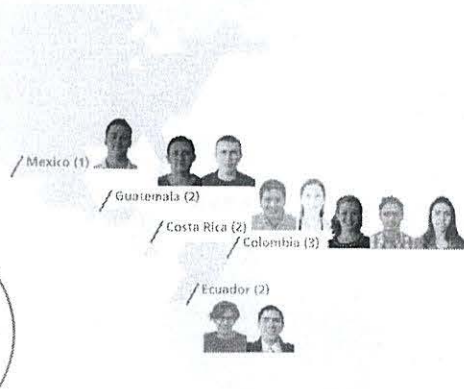 Mexico (1)
Guatemala (2)
Costa Rica (2)
Colombia (3)
Ecuador (2)